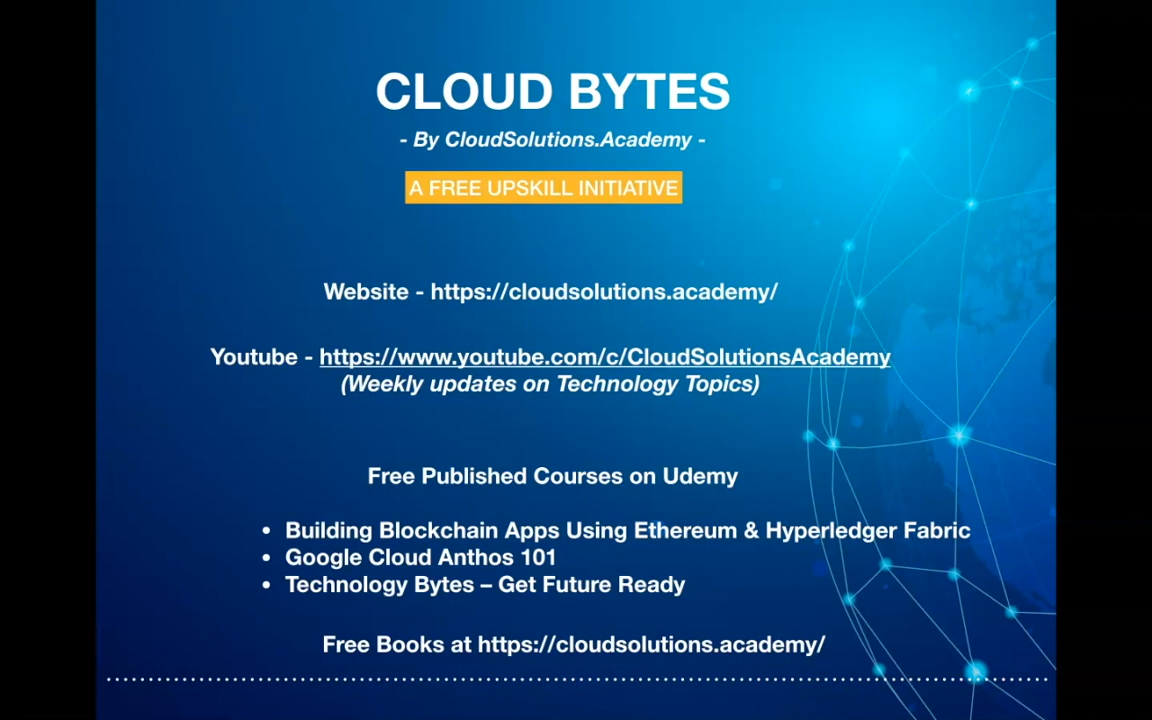 CLOUD BYTES
- By CloudSolutions.Academy -
A FREE UPSKILL INITIATIVE
Website - https://cloudsolutions.academy/
Youtube - https://www.youtube.com/c/CloudSolutionsAcademy
(Weekly updates on Technology Topics)
Free Published Courses on Udemy
• Building Blockchain Apps Using Ethereum & Hyperledger Fabric
• Google Cloud Anthos 101
• Technology Bytes – Get Future Ready
Free Books at https://cloudsolutions.academy/